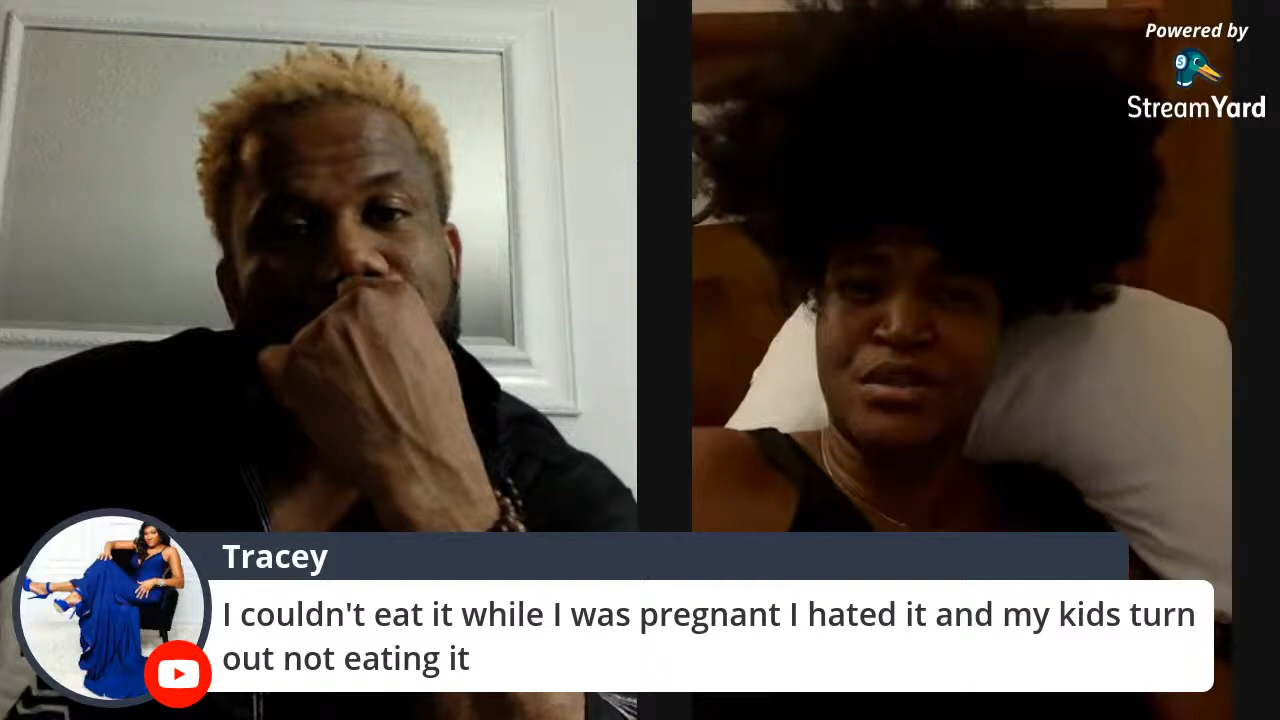 Powered by
StreamYard
Tracey
I couldn't eat it while I was pregnant I hated it and my kids turn
out not eating it